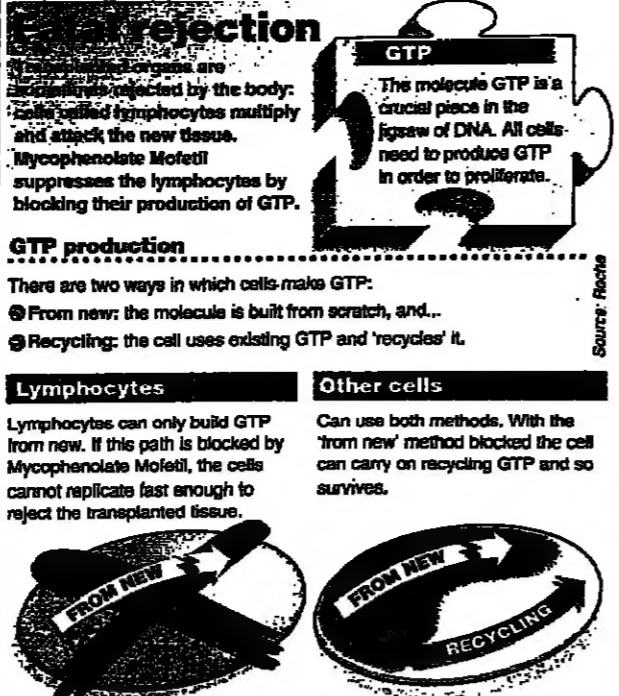 Fatal rejection
Transplanted organs are
sometimes rejected by the body:
cells called lymphocytes multiply
and attack the new tissue.
Mycophenolate Mofetil
suppresses the lymphocytes by
blocking their production of GTP.
GTP
The molecule GTP is a
crucial piece in the
jigsaw of DNA. All cells
need to produce GTP
in order to proliferate.
GTP production
There are two ways in which cells make GTP:
From new: the molecule is built from scratch, and...
Recycling: the cell uses existing GTP and 'recycles' it.
Source: Roche
Lymphocytes
Lymphocytes can only build GTP
from new. If this path is blocked by
Mycophenolate Mofetil, the cells
cannot replicate fast enough to
reject the transplanted tissue.
FROM NEW
Other cells
Can use both methods. With the
'from new' method blocked the cell
can carry on recycling GTP and so
survives.
FROM NEW
RECYCLING